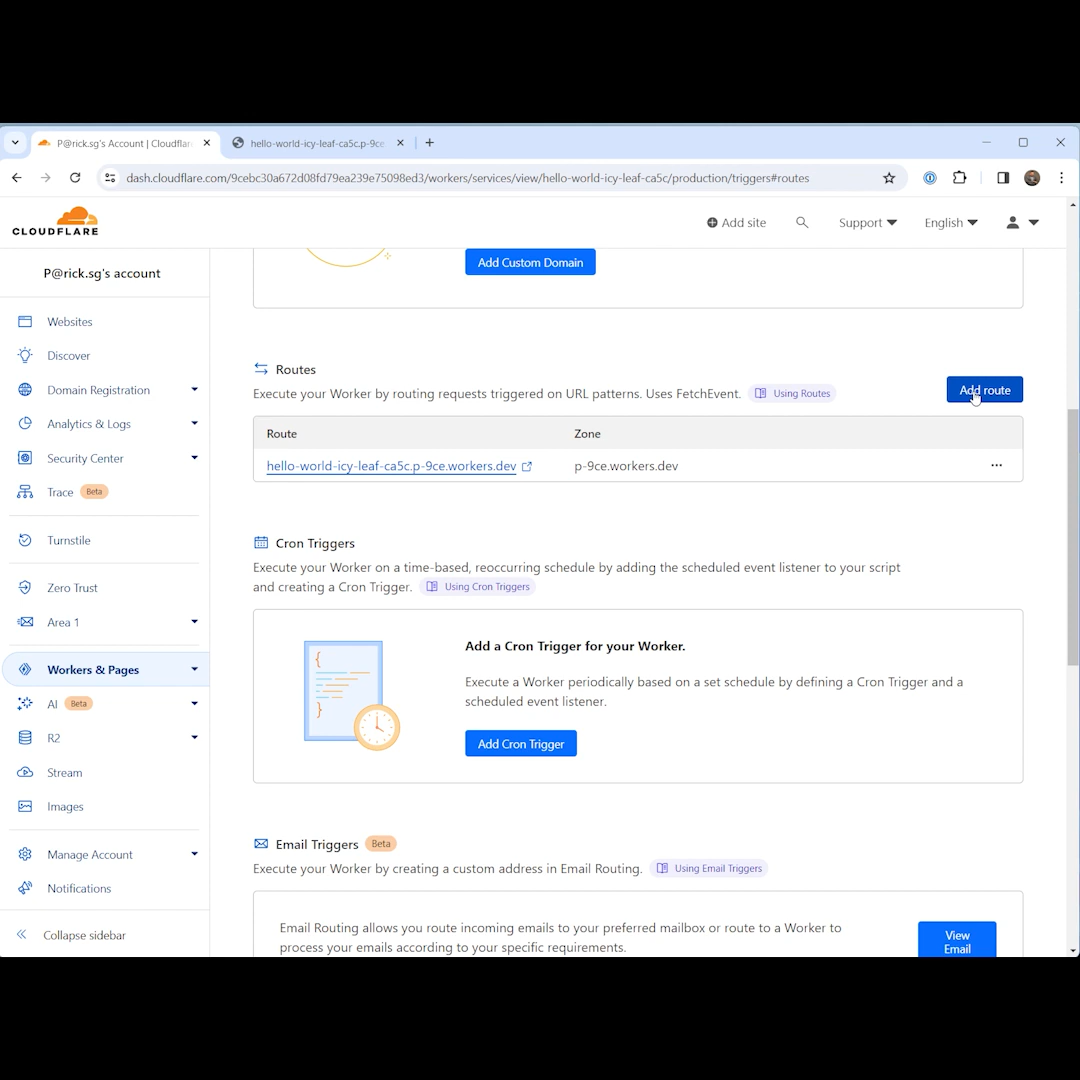 P@rick.sg's Account | Cloudflar
hello-world-icy-leaf-ca5c.p-9ce
dash.cloudflare.com/9cebc30a672d08fd79ea239e75098ed3/workers/services/view/hello-world-icy-leaf-ca5c/production/triggers#routes
CLOUDFLARE
Add site
Support
English
P@rick.sg's account
Websites
Discover
Domain Registration
Analytics & Logs
Security Center
Trace Beta
Turnstile
Zero Trust
Area 1
Workers & Pages
AI Beta
R2
Stream
Images
Manage Account
Notifications
Collapse sidebar
Add Custom Domain
Routes
Execute your Worker by routing requests triggered on URL patterns. Uses FetchEvent. Using Routes
Add route
Route Zone
hello-world-icy-leaf-ca5c.p-9ce.workers.dev p-9ce.workers.dev ...
Cron Triggers
Execute your Worker on a time-based, reoccurring schedule by adding the scheduled event listener to your script
and creating a Cron Trigger. Using Cron Triggers
Add a Cron Trigger for your Worker.
Execute a Worker periodically based on a set schedule by defining a Cron Trigger and a
scheduled event listener.
Add Cron Trigger
Email Triggers Beta
Execute your Worker by creating a custom address in Email Routing. Using Email Triggers
Email Routing allows you route incoming emails to your preferred mailbox or route to a Worker to
process your emails according to your specific requirements.
View
Email